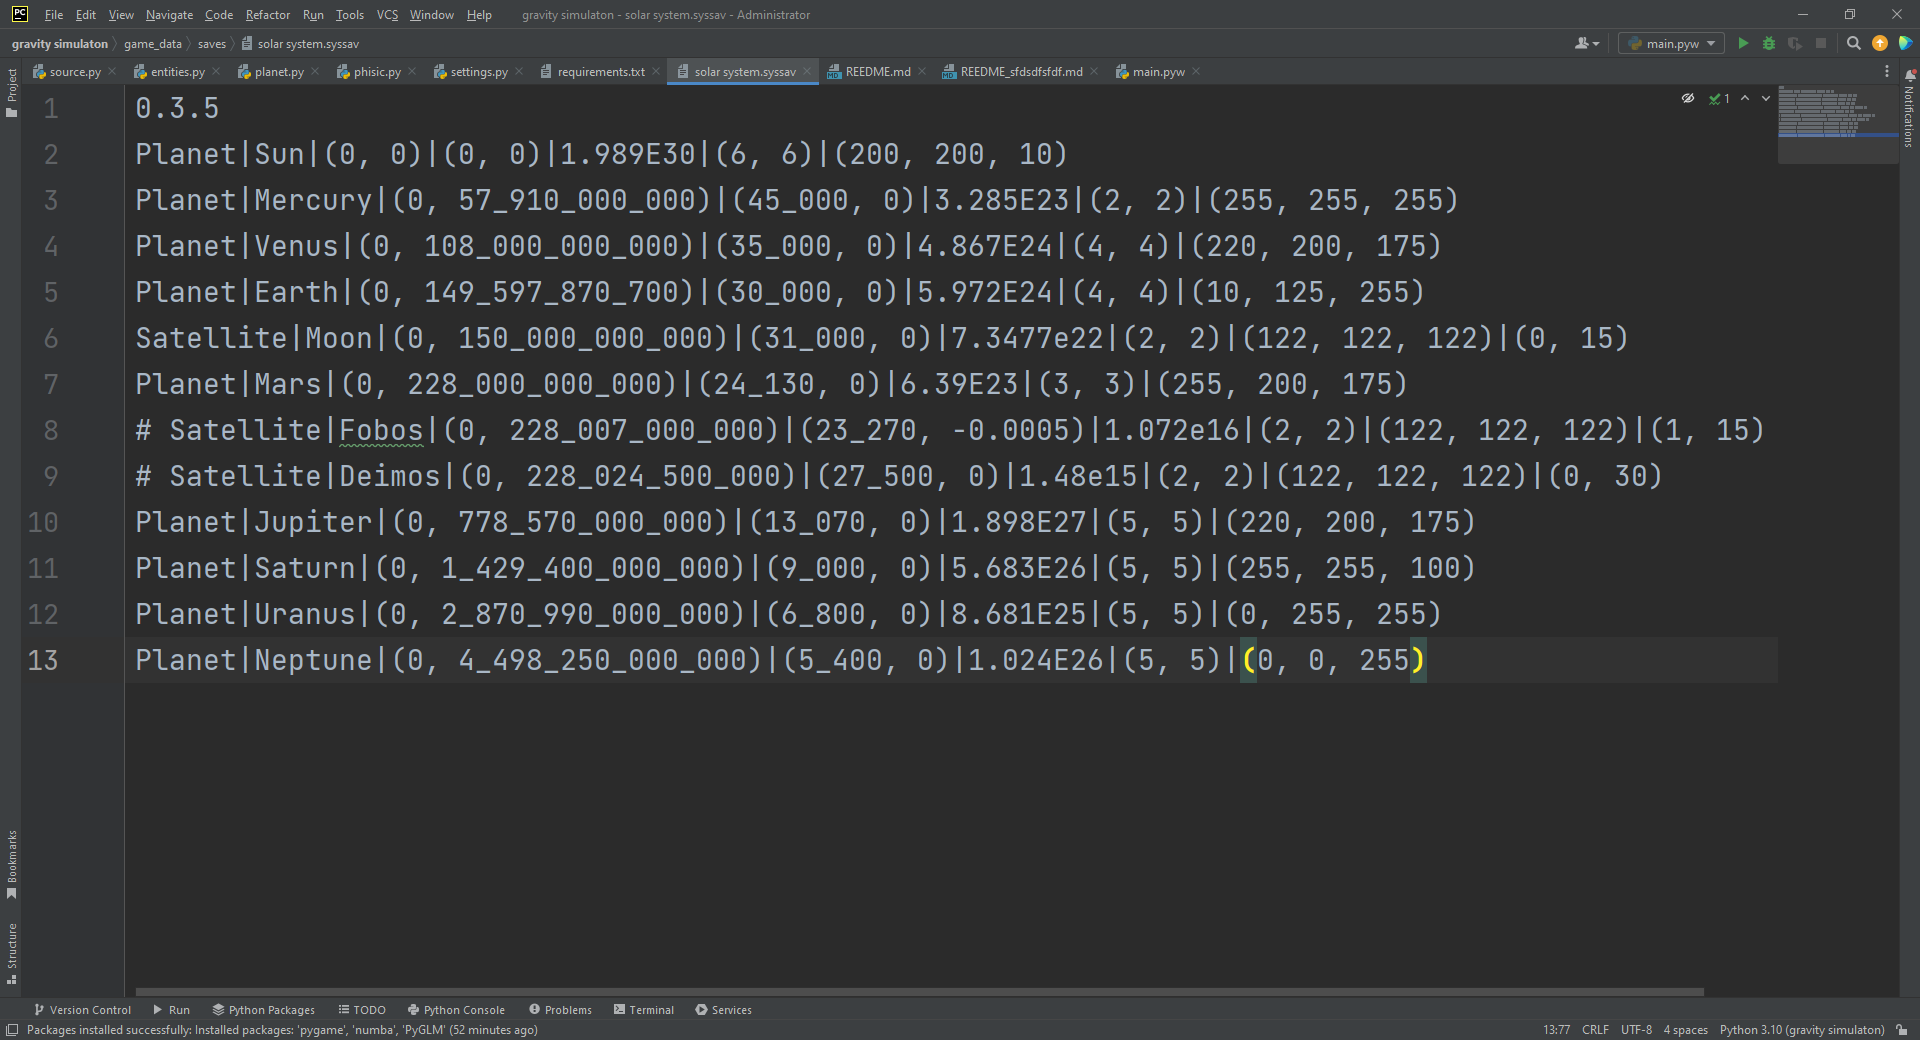 PC File Edit View Navigate Code Refactor Run Tools VCS Window Help gravity simulaton - solar system.syssav - Administrator
gravity simulaton game_data saves solar system.syssav main.pyw
source.py entities.py planet.py phisic.py settings.py requirements.txt solar system.syssav REEDME.md REEDME_sfdsdfsfdf.md main.pyw
Project
Notifications
1
1 0.3.5
2 Planet|Sun|(0, 0)|(0, 0)|1.989E30|(6, 6)|(200, 200, 10)
3 Planet|Mercury|(0, 57_910_000_000)|(45_000, 0)|3.285E23|(2, 2)|(255, 255, 255)
4 Planet|Venus|(0, 108_000_000_000)|(35_000, 0)|4.867E24|(4, 4)|(220, 200, 175)
5 Planet|Earth|(0, 149_597_870_700)|(30_000, 0)|5.972E24|(4, 4)|(10, 125, 255)
6 Satellite|Moon|(0, 150_000_000_000)|(31_000, 0)|7.3477e22|(2, 2)|(122, 122, 122)|(0, 15)
7 Planet|Mars|(0, 228_000_000_000)|(24_130, 0)|6.39E23|(3, 3)|(255, 200, 175)
8 # Satellite|Fobos|(0, 228_007_000_000)|(23_270, -0.0005)|1.072e16|(2, 2)|(122, 122, 122)|(1, 15)
9 # Satellite|Deimos|(0, 228_024_500_000)|(27_500, 0)|1.48e15|(2, 2)|(122, 122, 122)|(0, 30)
10 Planet|Jupiter|(0, 778_570_000_000)|(13_070, 0)|1.898E27|(5, 5)|(220, 200, 175)
11 Planet|Saturn|(0, 1_429_400_000_000)|(9_000, 0)|5.683E26|(5, 5)|(255, 255, 100)
12 Planet|Uranus|(0, 2_870_990_000_000)|(6_800, 0)|8.681E25|(5, 5)|(0, 255, 255)
13 Planet|Neptune|(0, 4_498_250_000_000)|(5_400, 0)|1.024E26|(5, 5)|(0, 0, 255)
Bookmarks
Structure
Version Control Run Python Packages TODO Python Console Problems Terminal Services
Packages installed successfully: Installed packages: 'pygame', 'numba', 'PyGLM' (52 minutes ago) 13:77 CRLF UTF-8 4 spaces Python 3.10 (gravity simulaton)